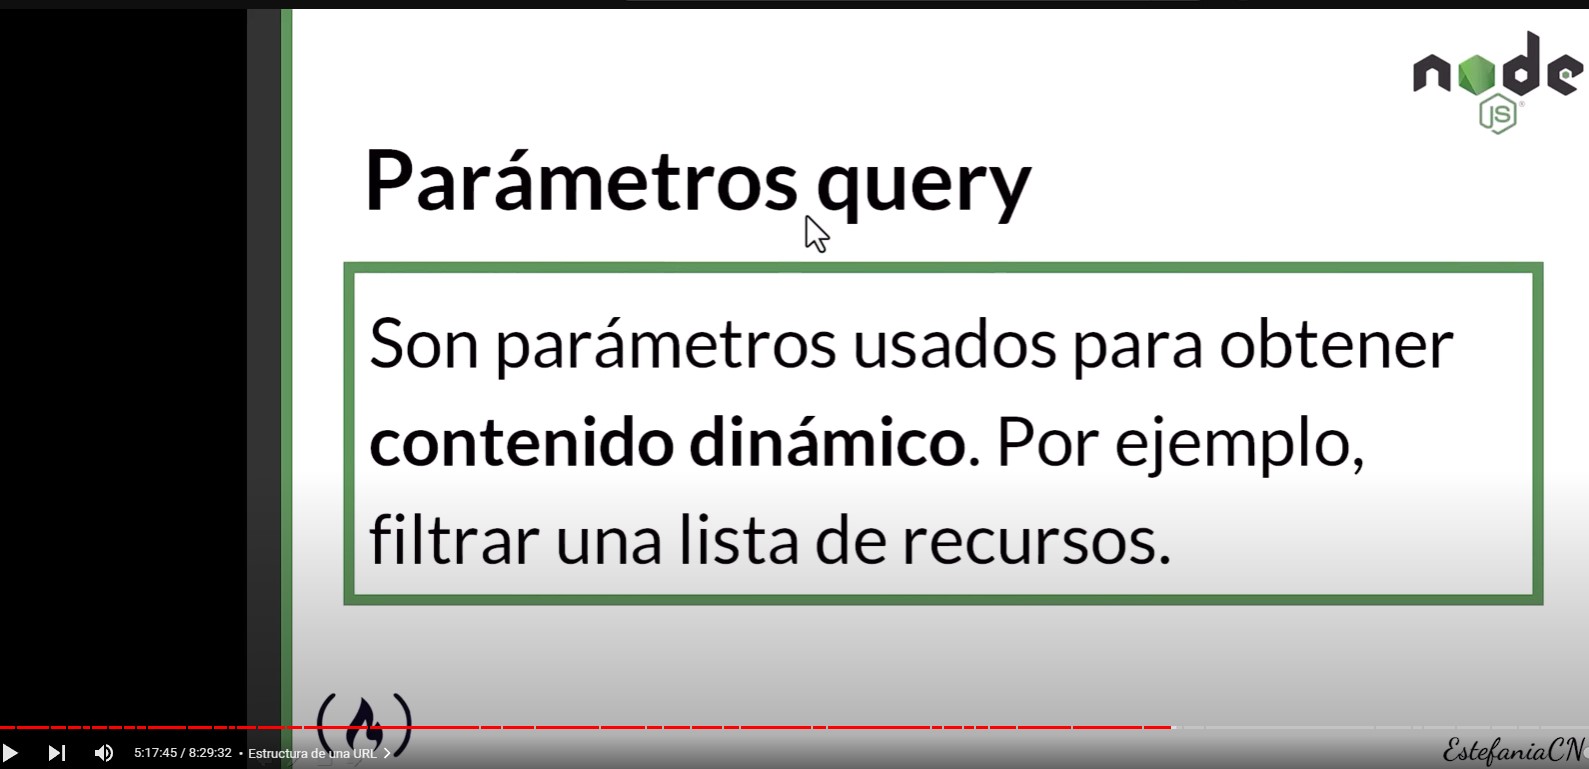 node
JS
Parámetros query
Son parámetros usados para obtener
contenido dinámico. Por ejemplo,
filtrar una lista de recursos.
5:17:45 / 8:29:32 • Estructura de una URL >
EstefaniaCN